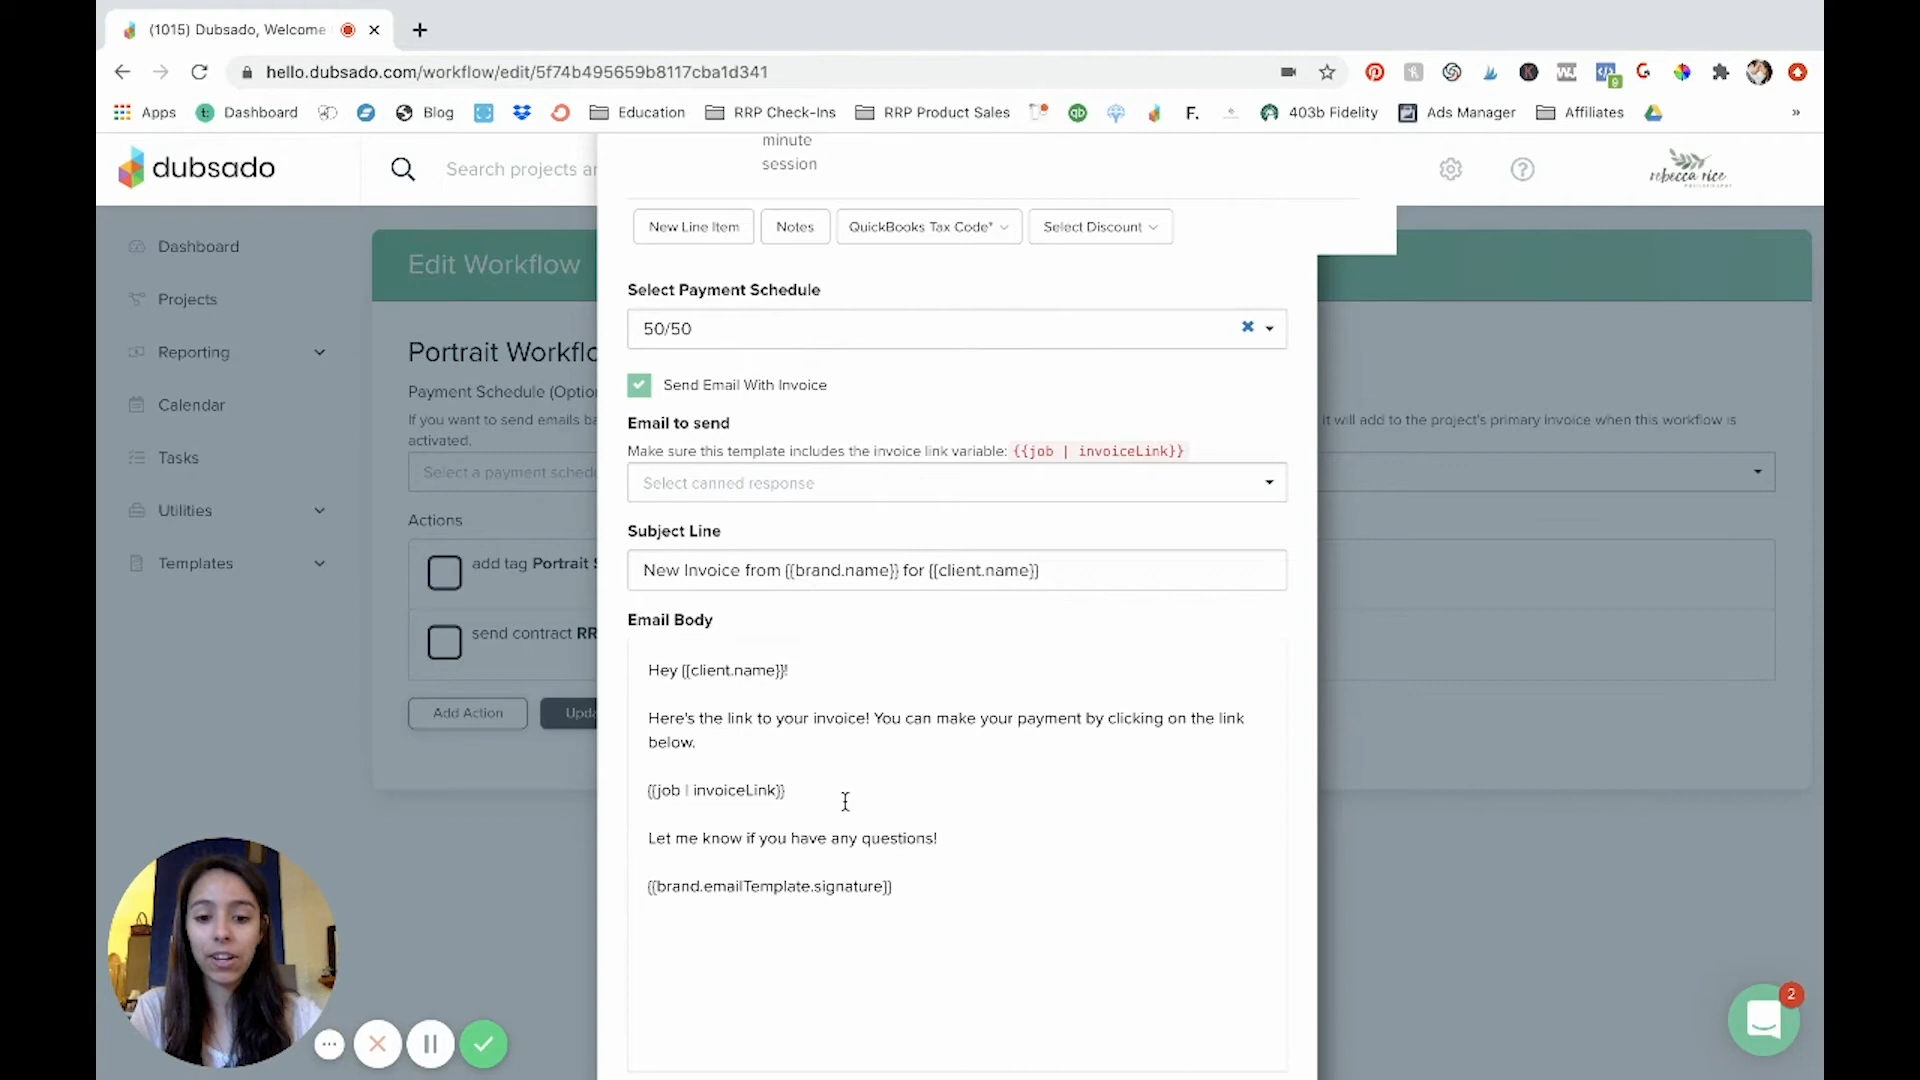 (1015) Dubsado, Welcome
hello.dubsado.com/workflow/edit/5f74b495659b8117cba1d341
9
Apps
Dashboard
Blog
Education
RRP Check-Ins
RRP Product Sales
F.
403b Fidelity
Ads Manager
Affiliates
»
dubsado
Search projects an
minute
session
rebecca rice
Dashboard
Projects
Reporting
Calendar
Tasks
Utilities
Templates
Edit Workflow
Portrait Workflo
Payment Schedule (Option
If you want to send emails ba
it will add to the project's primary invoice when this workflow is
activated.
Select a payment schedu
Actions
add tag Portrait S
send contract RR
Add Action
Upda
New Line Item
Notes
QuickBooks Tax Code*
Select Discount
Select Payment Schedule
50/50
Send Email With Invoice
Email to send
Make sure this template includes the invoice link variable: {{job | invoiceLink}}
Select canned response
Subject Line
New Invoice from {{brand.name}} for {{client.name}}
Email Body
Hey {{client.name}}!
Here's the link to your invoice! You can make your payment by clicking on the link
below.
{{job | invoiceLink}}
Let me know if you have any questions!
{{brand.emailTemplate.signature}}
2